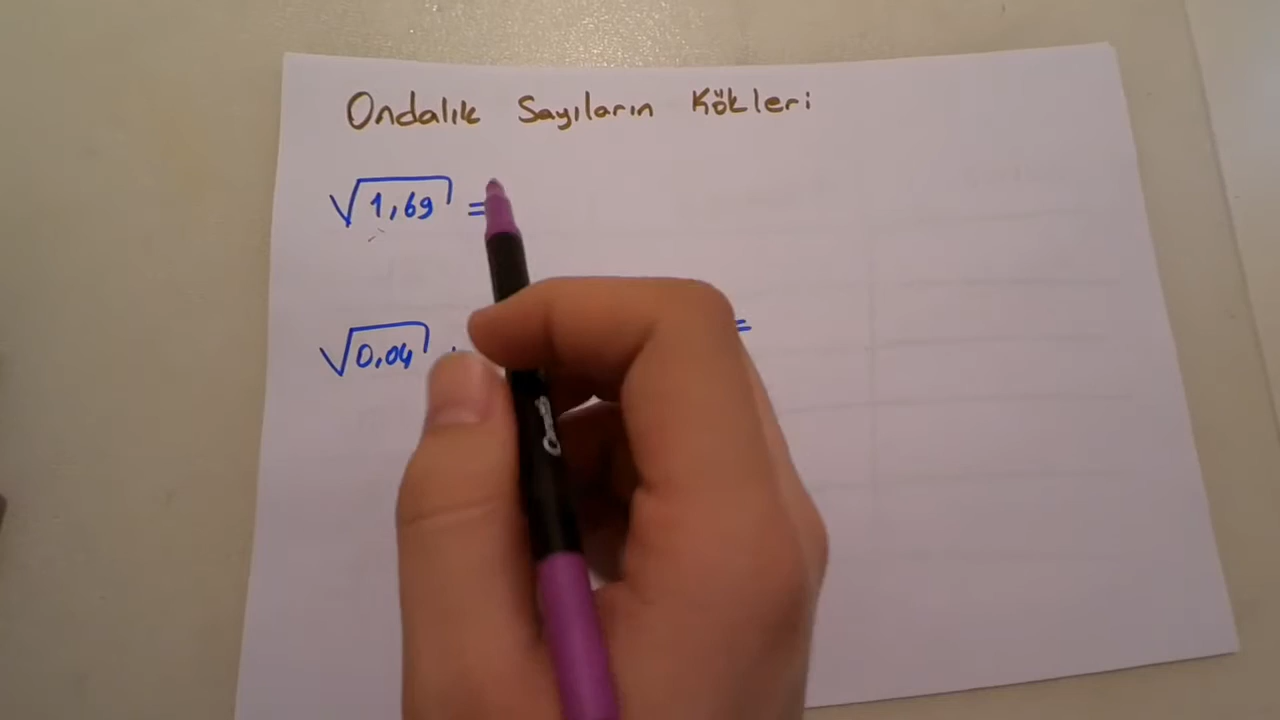 Ondalık Sayıların Kökleri
√1,69 =
√0,04 =